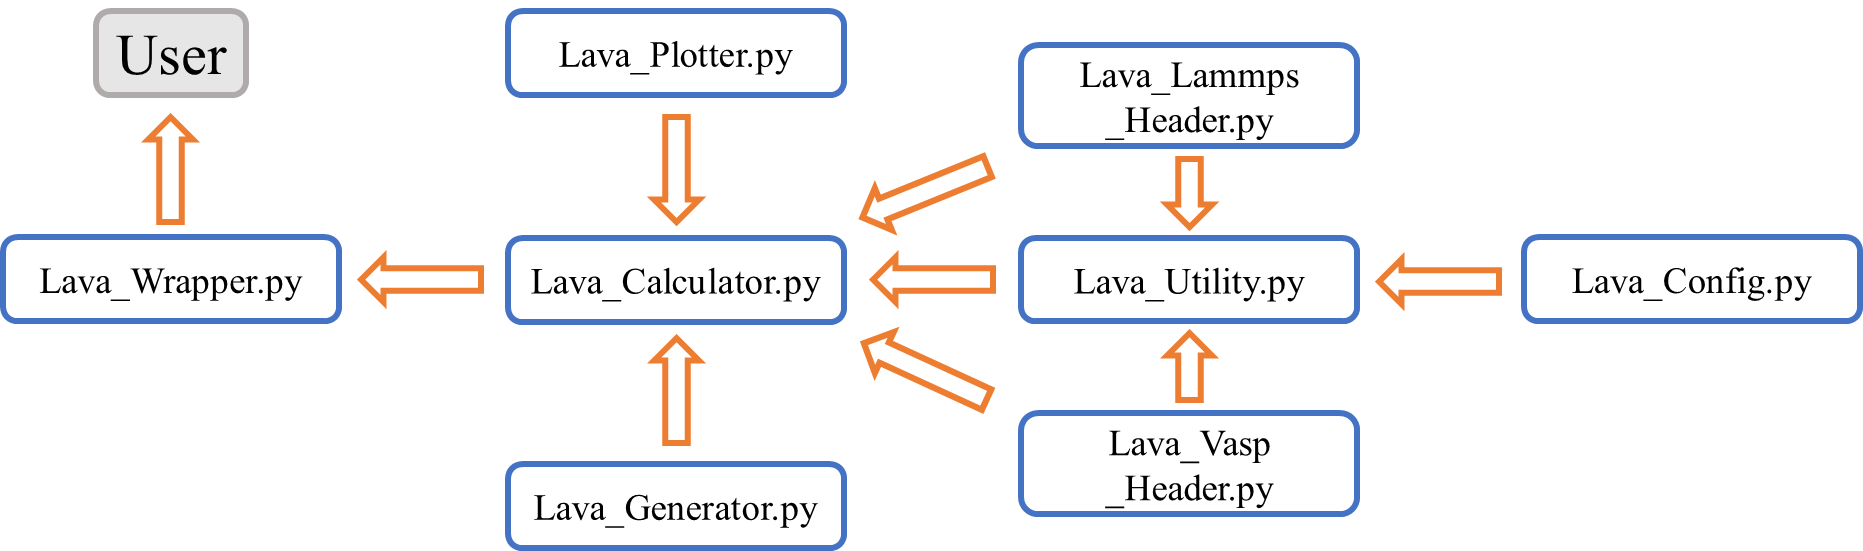 User
Lava_Plotter.py
Lava_Lammps
_Header.py
Lava_Wrapper.py
Lava_Calculator.py
Lava_Utility.py
Lava_Config.py
Lava_Generator.py
Lava_Vasp
_Header.py